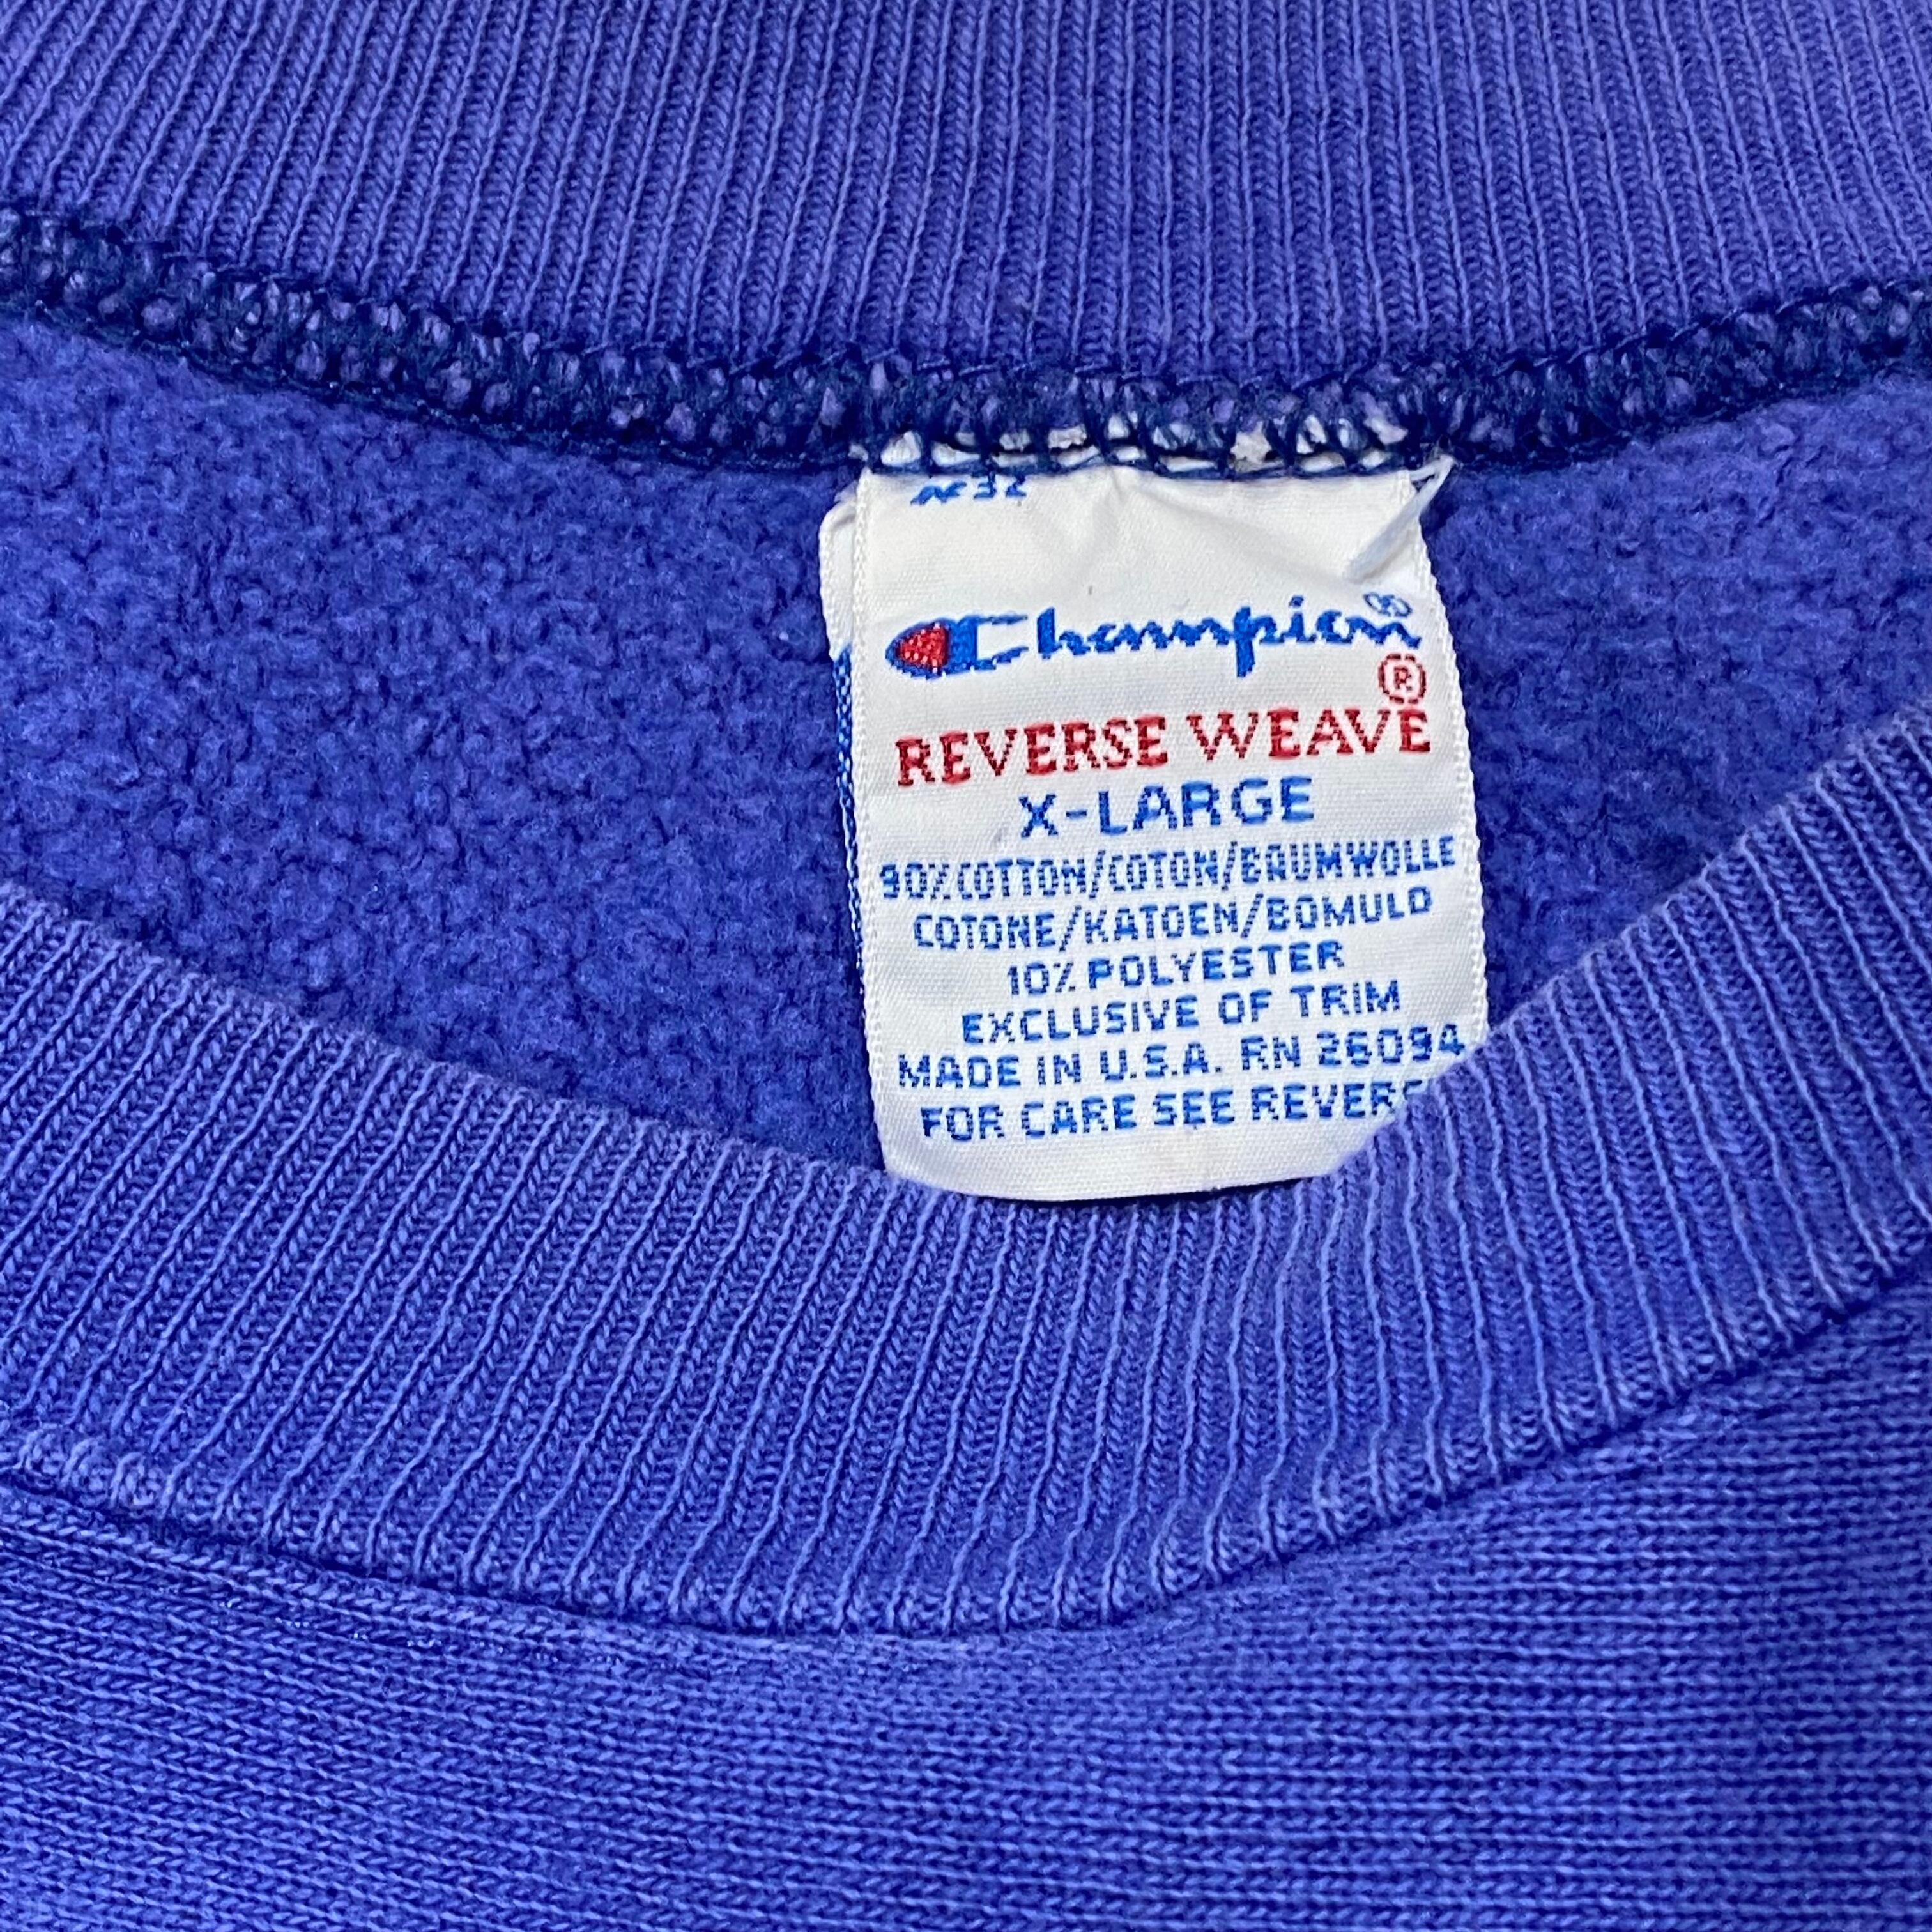 Champion®
®
REVERSE WEAVE
X-LARGE
90% COTTON/COTON/BAUMWOLLE
COTONE/KATOEN/BOMULD
10% POLYESTER
EXCLUSIVE OF TRIM
MADE IN U.S.A. RN 26094
FOR CARE SEE REVER